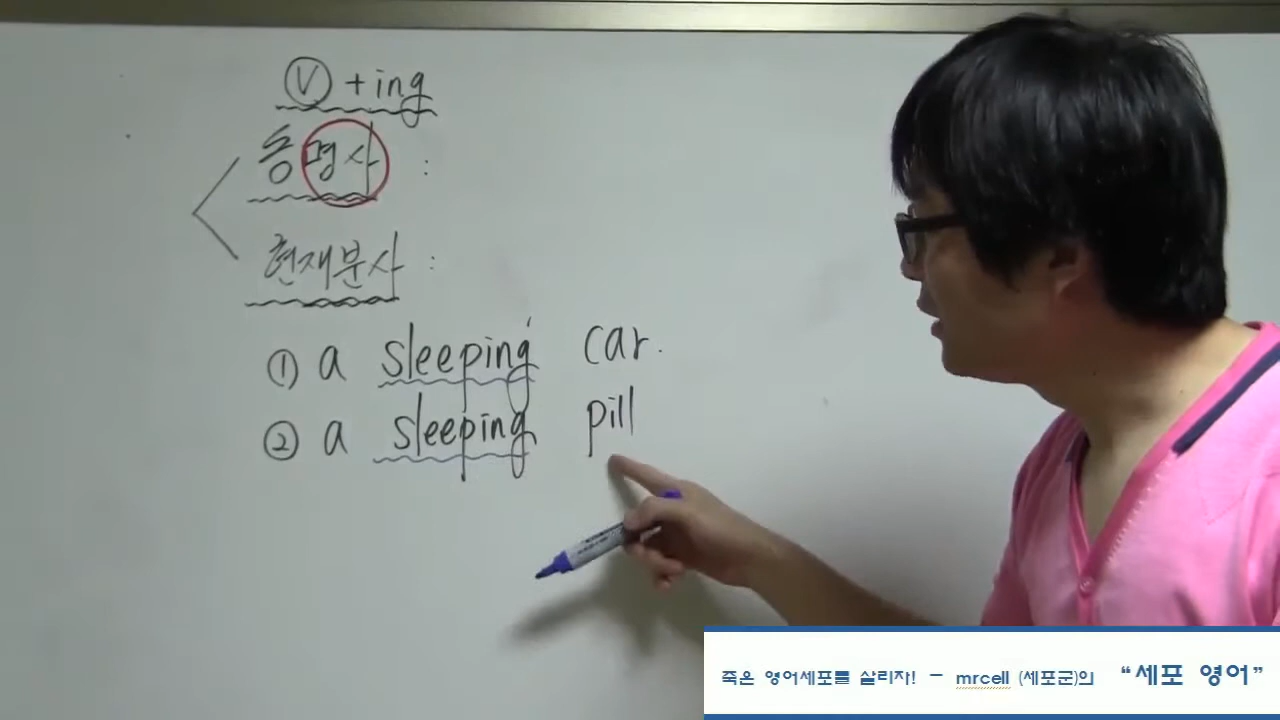 Ⓥ + ing
동명사 :
현재분사 :
① a sleeping car.
② a sleeping pill
죽은 영어세포를 살리자! - mrcell (세포군)의 “세포 영어”